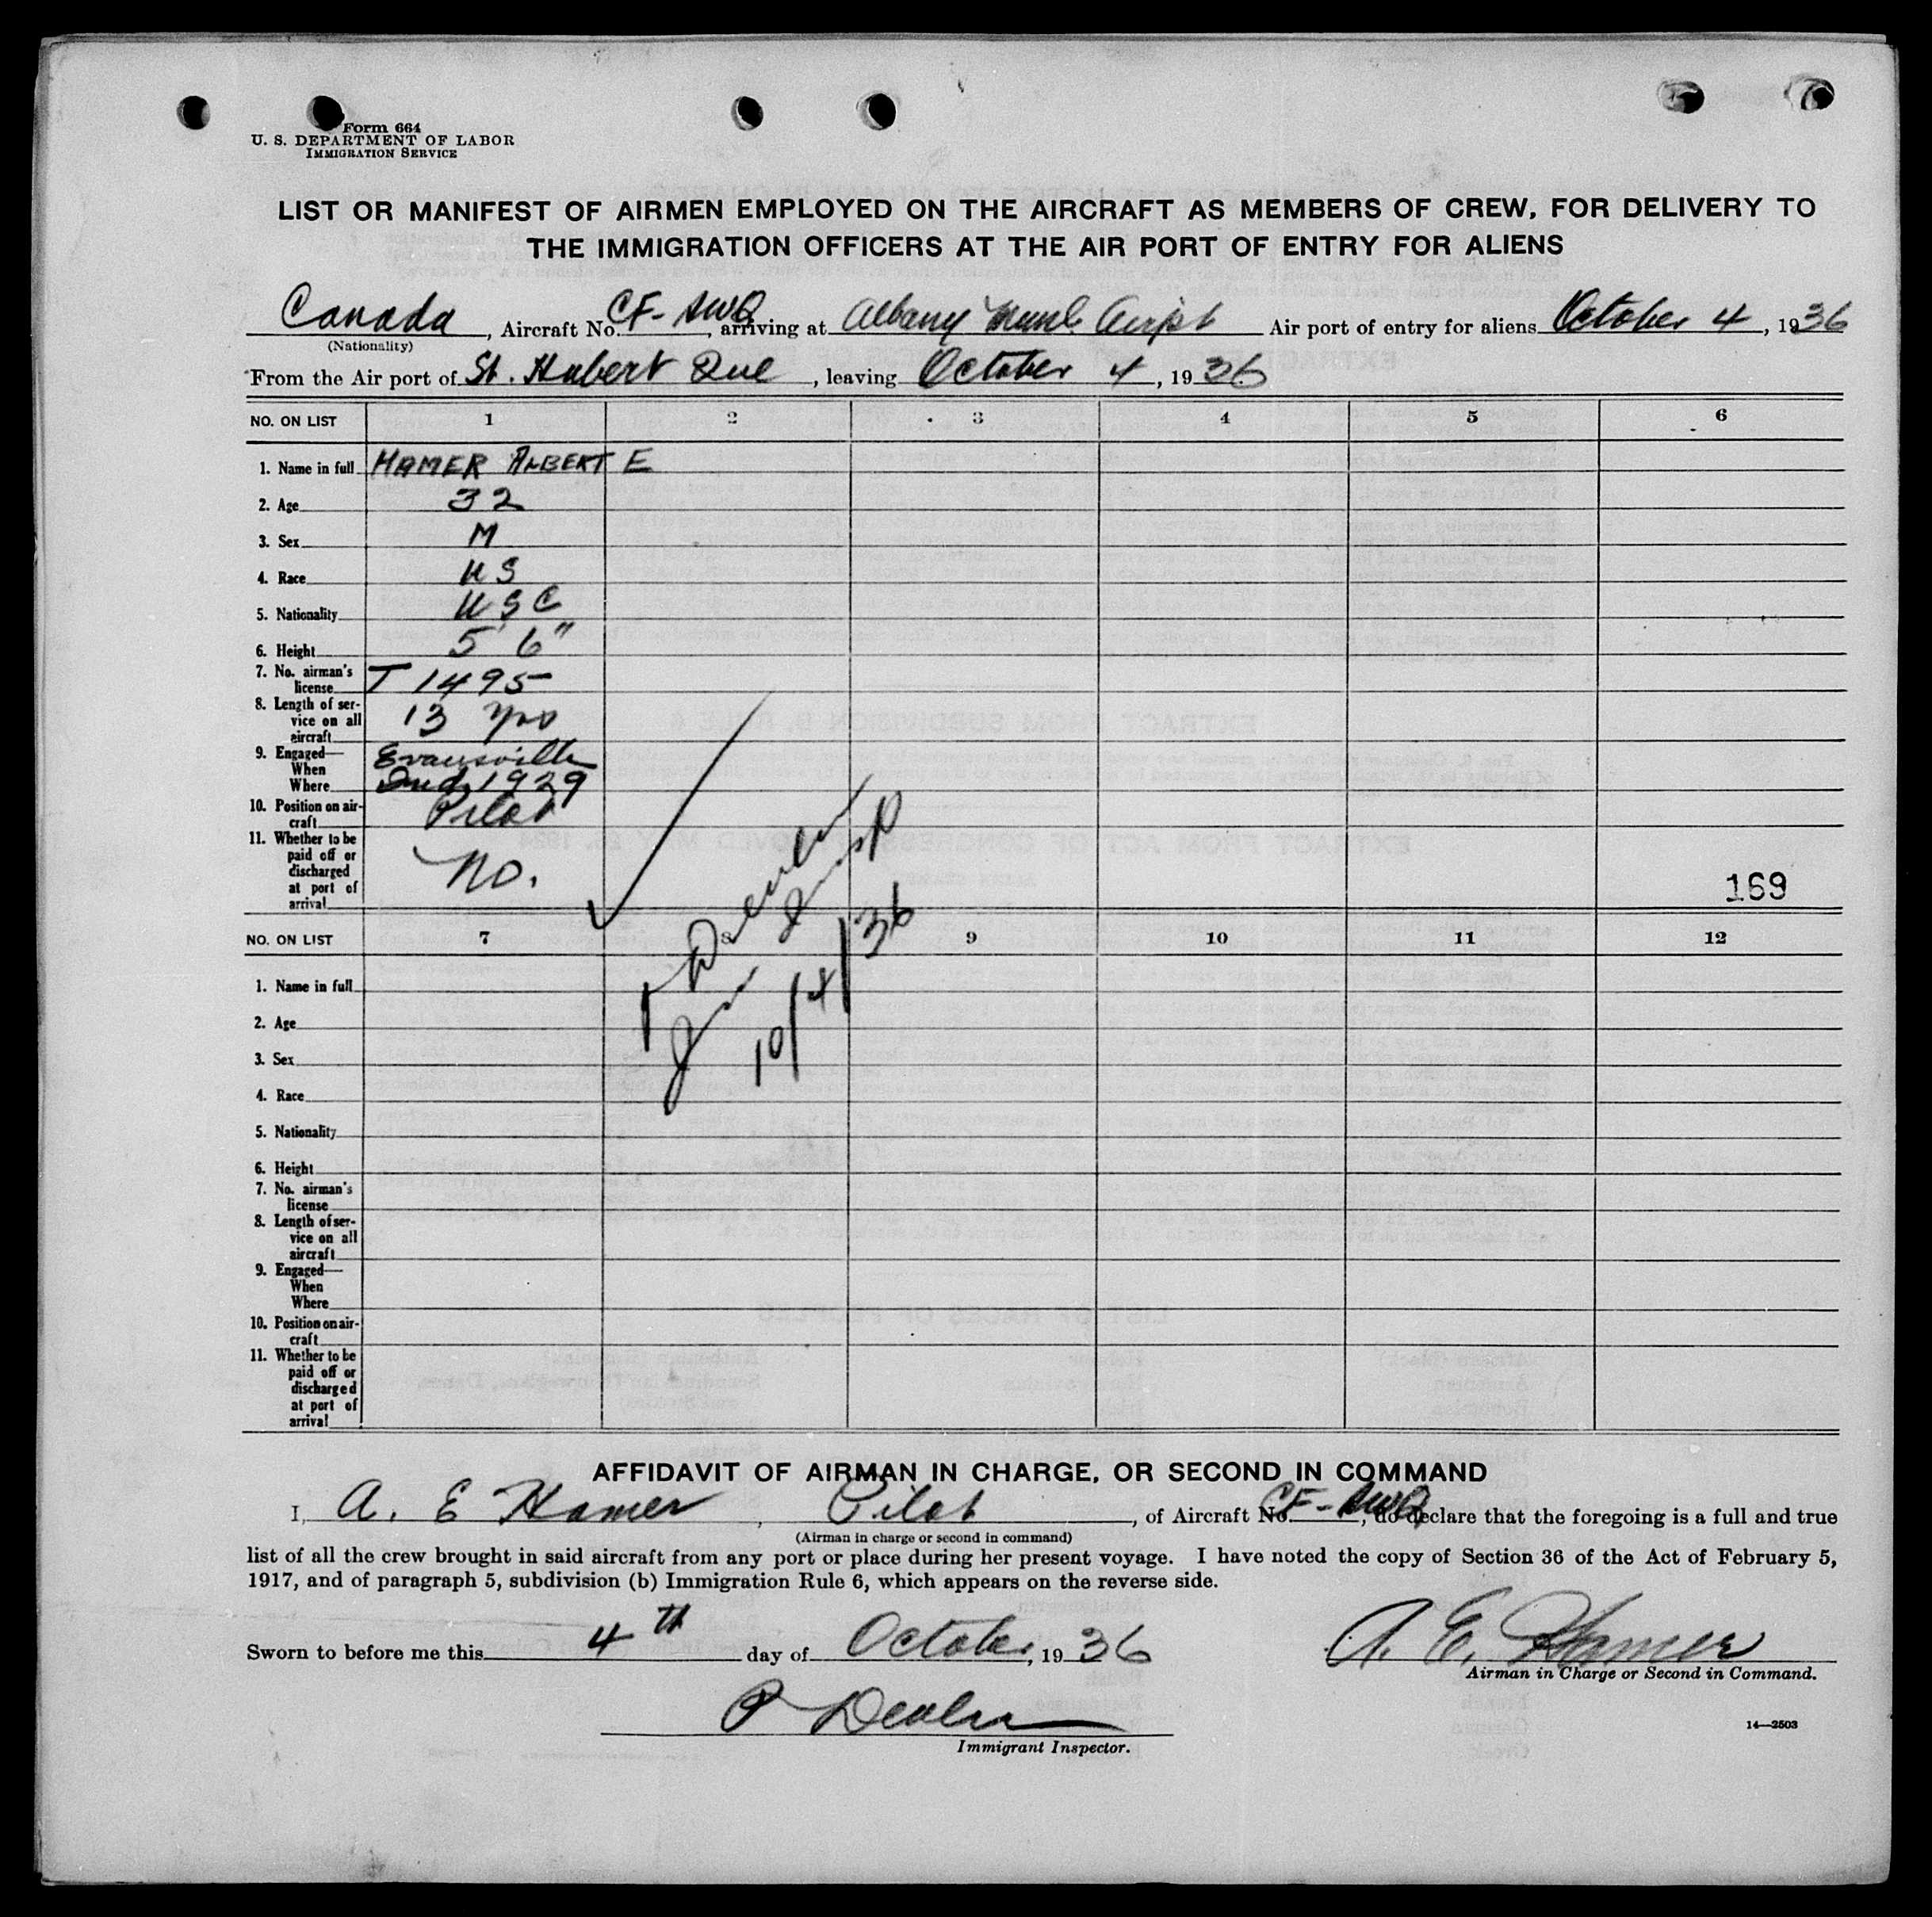 Form 664
U. S. DEPARTMENT OF LABOR
IMMIGRATION SERVICE
LIST OR MANIFEST OF AIRMEN EMPLOYED ON THE AIRCRAFT AS MEMBERS OF CREW, FOR DELIVERY TO
THE IMMIGRATION OFFICERS AT THE AIR PORT OF ENTRY FOR ALIENS
Canada, Aircraft No. CF-AWQ, arriving at Albany Airpt Air port of entry for aliens October 4, 1936
(Nationality)
From the Air port of St. Hubert Que, leaving October 4, 1936
NO. ON LIST 1 2 3 4 5 6
1. Name in full HAMER ALBERT E
2. Age 32
3. Sex M
4. Race US
5. Nationality USC
6. Height 5' 6"
7. No. airman's
license T 1495
8. Length of ser-
vice on all 13 yrs
aircraft
9. Engaged— Evansville
When
Where Ind. 1929
10. Position on air- Pilot
craft
11. Whether to be
paid off or
discharged No.
at port of 169
arrival
10/4/36
NO. ON LIST 7 8 9 10 11 12
1. Name in full
2. Age
3. Sex
4. Race
5. Nationality
6. Height
7. No. airman's
license
8. Length of ser-
vice on all
aircraft
9. Engaged—
When
Where
10. Position on air-
craft
11. Whether to be
paid off or
discharged
at port of
arrival
AFFIDAVIT OF AIRMAN IN CHARGE, OR SECOND IN COMMAND
I, A. E Hamer, Pilot, of Aircraft No. CF-AWQ, do declare that the foregoing is a full and true
(Airman in charge or second in command)
list of all the crew brought in said aircraft from any port or place during her present voyage. I have noted the copy of Section 36 of the Act of February 5,
1917, and of paragraph 5, subdivision (b) Immigration Rule 6, which appears on the reverse side.
Sworn to before me this 4th day of October, 1936 A. E. Hamer
Airman in Charge or Second in Command.
P
14—2503
Immigrant Inspector.